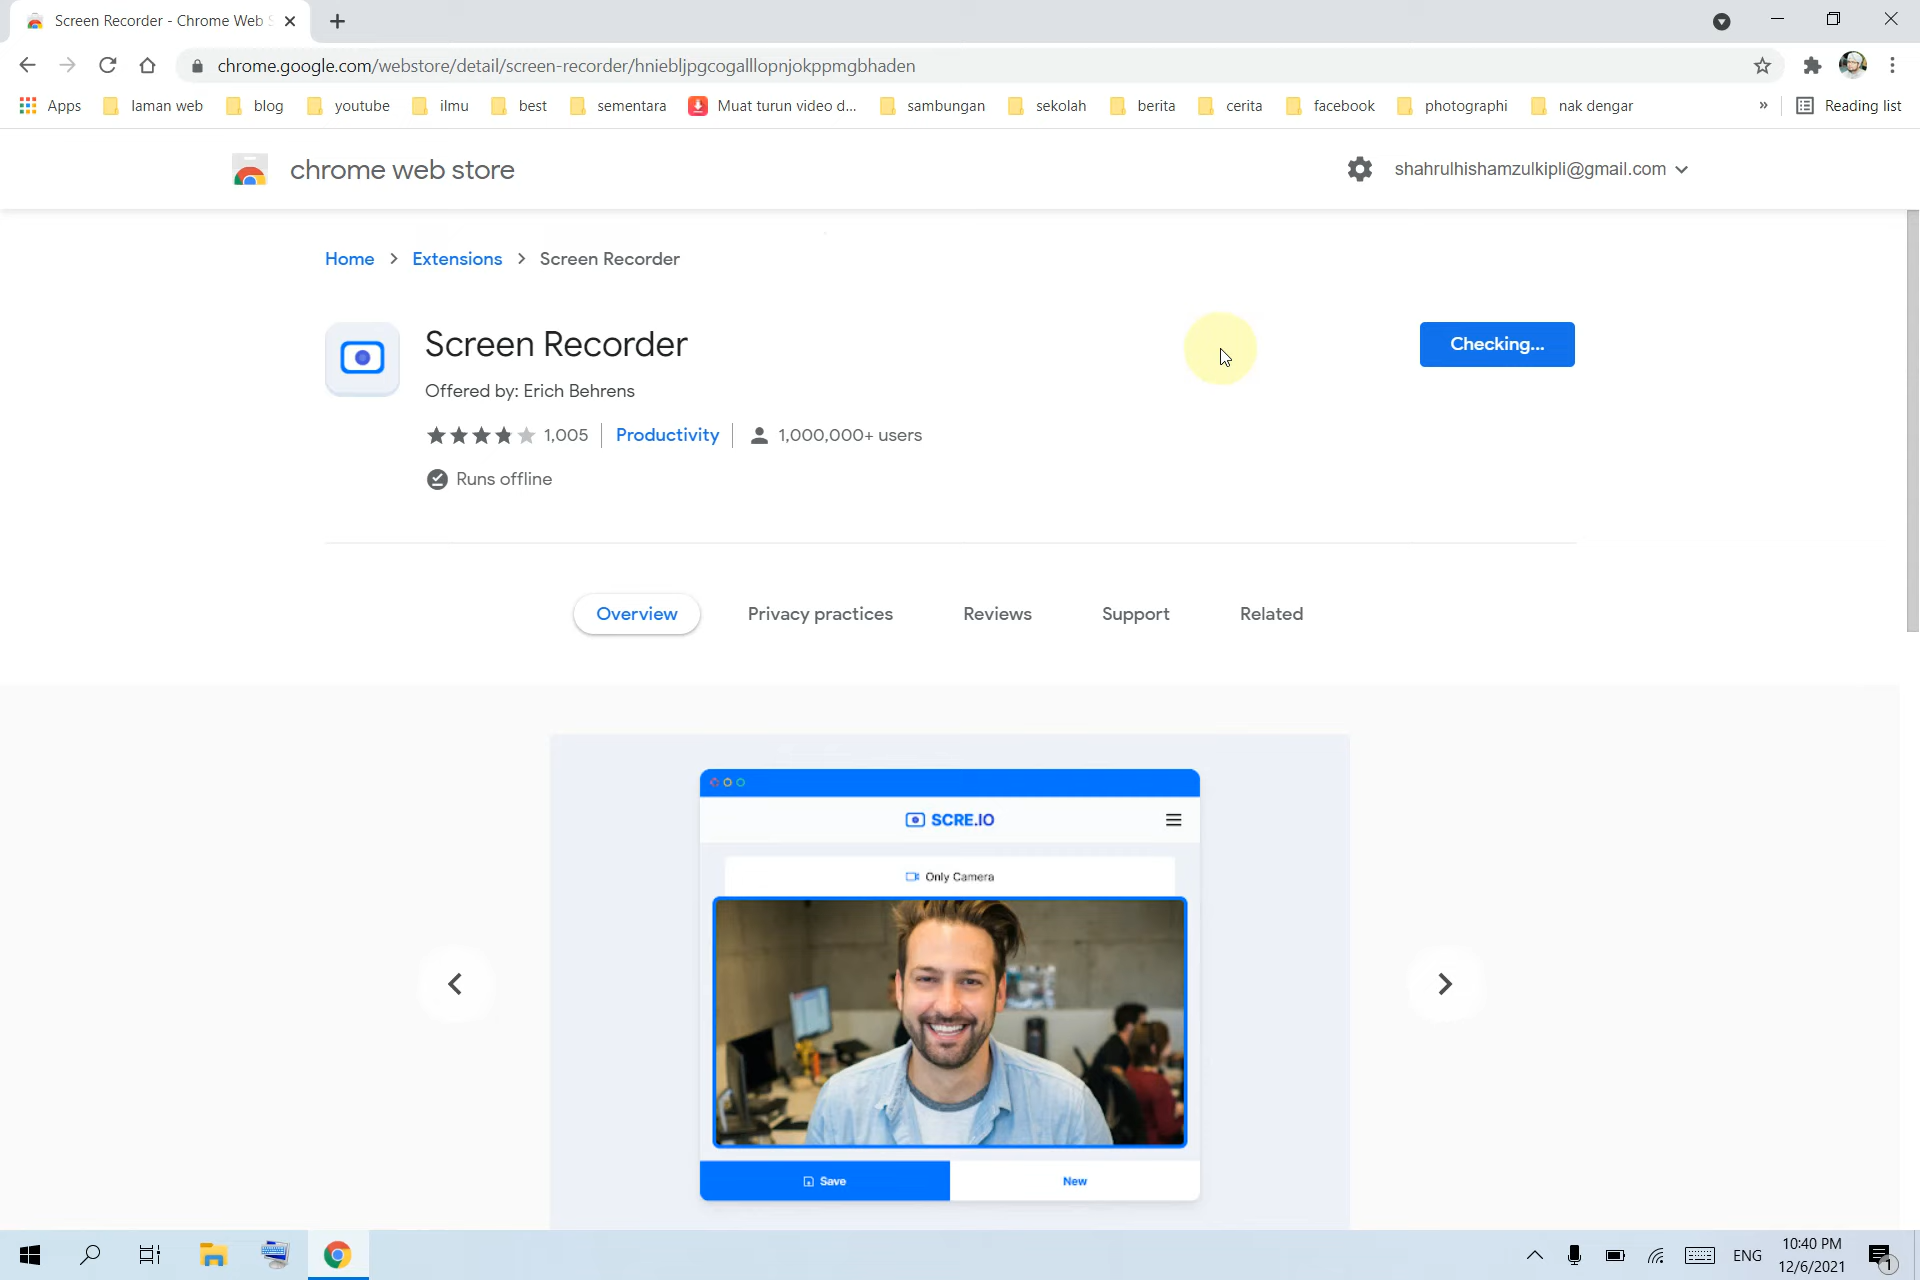 Screen Recorder - Chrome Web S
chrome.google.com/webstore/detail/screen-recorder/hniebljpgcogalllopnjokppmgbhaden
Apps laman web blog youtube ilmu best sementara Muat turun video d... sambungan sekolah berita cerita facebook photographi nak dengar » Reading list
chrome web store
shahrulhishamzulkipli@gmail.com
Home > Extensions > Screen Recorder
Screen Recorder
Checking...
Offered by: Erich Behrens
1,005 Productivity 1,000,000+ users
Runs offline
Overview Privacy practices Reviews Support Related
SCRE.IO
Only Camera
Save New
ENG
10:40 PM
12/6/2021
1